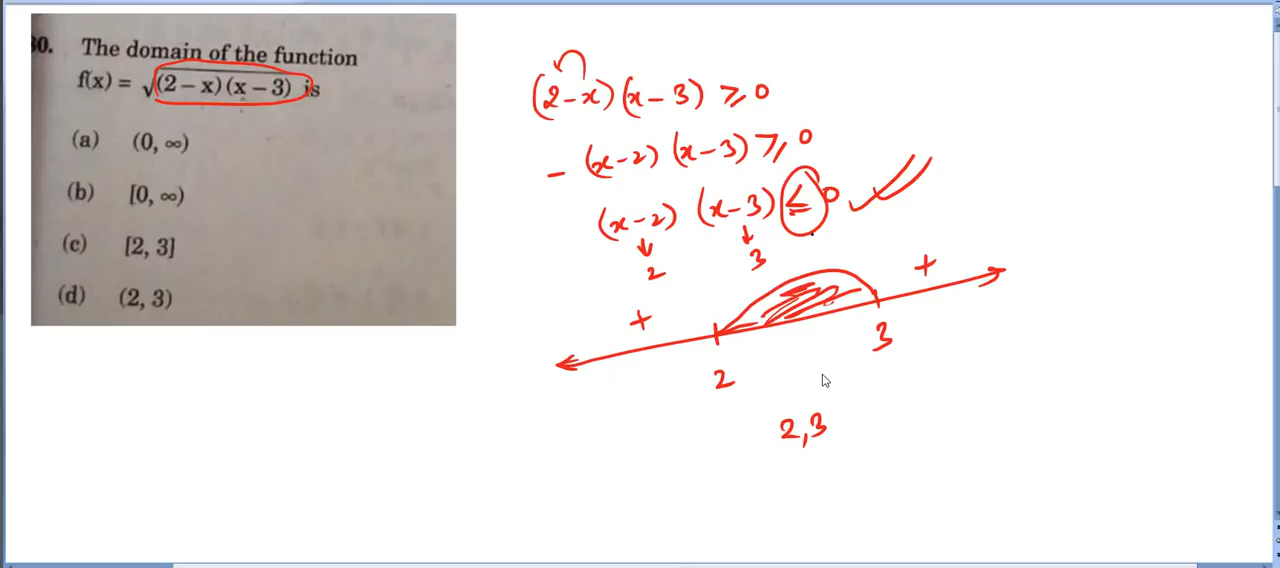 30. The domain of the function
f(x) = √(2 – x) (x – 3) is
(a) (0, ∞)
(b) [0, ∞)
(c) [2, 3]
(d) (2, 3)
(2-x)(x-3) ≥ 0
- (x-2) (x-3) ≥ 0
(x-2) (x-3) ≤ 0
2 3
+ +
2 3
2,3